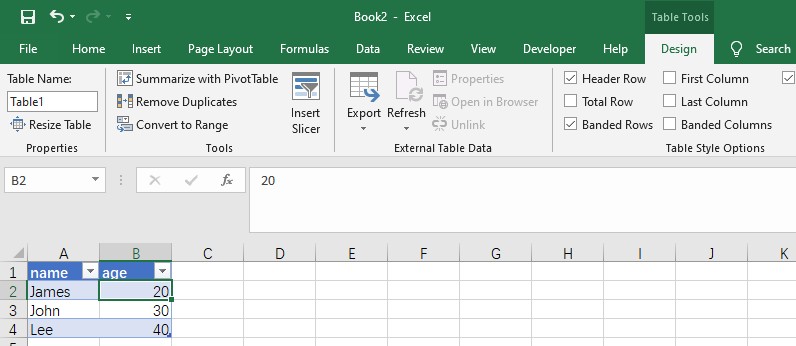 Book2 - Excel
Table Tools
File Home Insert Page Layout Formulas Data Review View Developer Help Design Search
Table Name:
Table1
Resize Table
Properties
Summarize with PivotTable
Remove Duplicates
Convert to Range
Insert
Slicer
Tools
Export Refresh
Properties
Open in Browser
Unlink
External Table Data
Header Row First Column
Total Row Last Column
Banded Rows Banded Columns
Table Style Options
B2 fx 20
A B C D E F G H I J K
1 name age
2 James 20
3 John 30
4 Lee 40